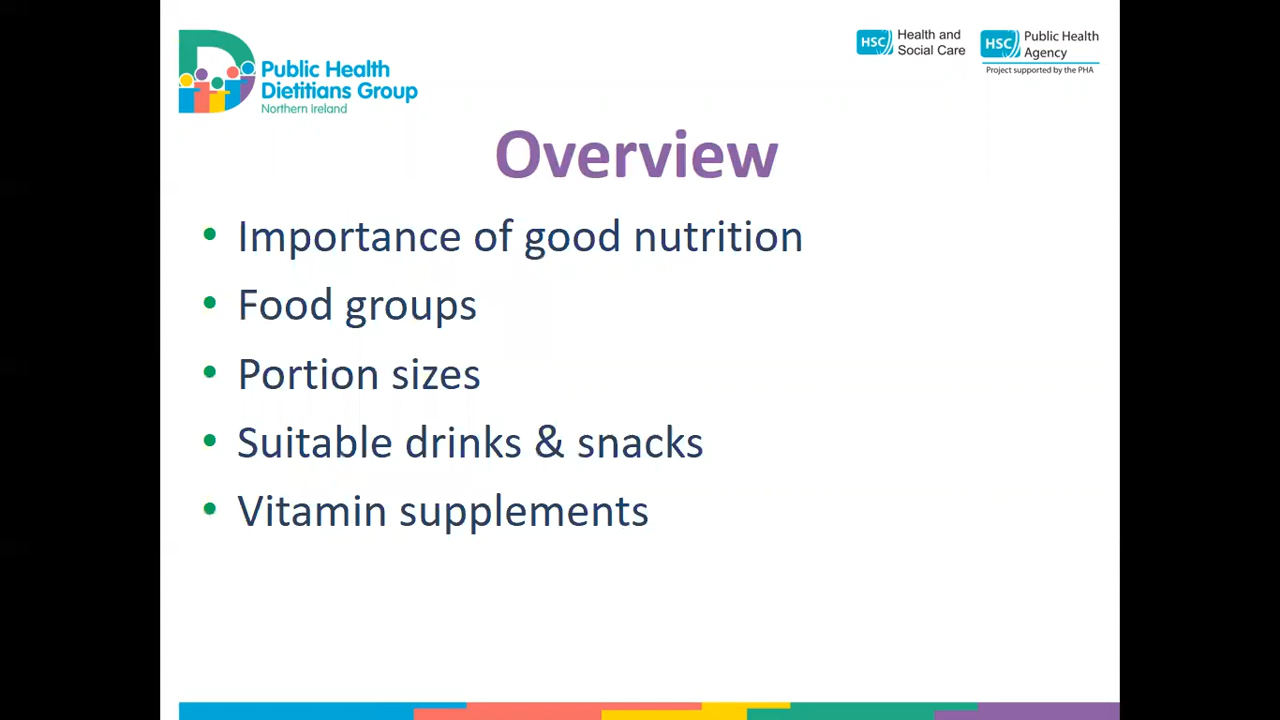 Public Health
Dietitians Group
Northern Ireland
HSC Health and
Social Care
HSC Public Health
Agency
Project supported by the PHA
Overview
• Importance of good nutrition
• Food groups
• Portion sizes
• Suitable drinks & snacks
• Vitamin supplements